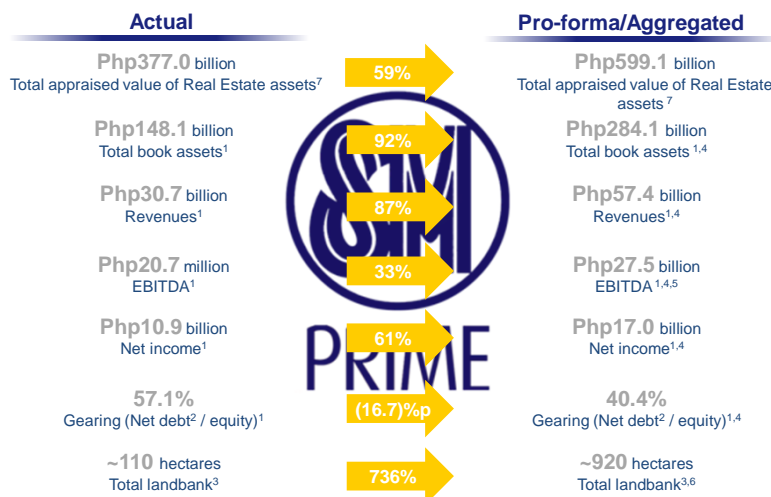 Actual
Pro-forma/Aggregated
Php377.0 billion
Total appraised value of Real Estate assets⁷
59%
Php599.1 billion
Total appraised value of Real Estate
assets ⁷
Php148.1 billion
Total book assets¹
92%
Php284.1 billion
Total book assets ¹,⁴
Php30.7 billion
Revenues¹
87%
Php57.4 billion
Revenues¹,⁴
Php20.7 million
EBITDA¹
33%
Php27.5 billion
EBITDA ¹,⁴,⁵
Php10.9 billion
Net income¹
61%
Php17.0 billion
Net income¹,⁴
57.1%
Gearing (Net debt² / equity)¹
(16.7)%p
40.4%
Gearing (Net debt² / equity)¹,⁴
~110 hectares
Total landbank³
736%
~920 hectares
Total landbank³,⁶
SM
PRIME